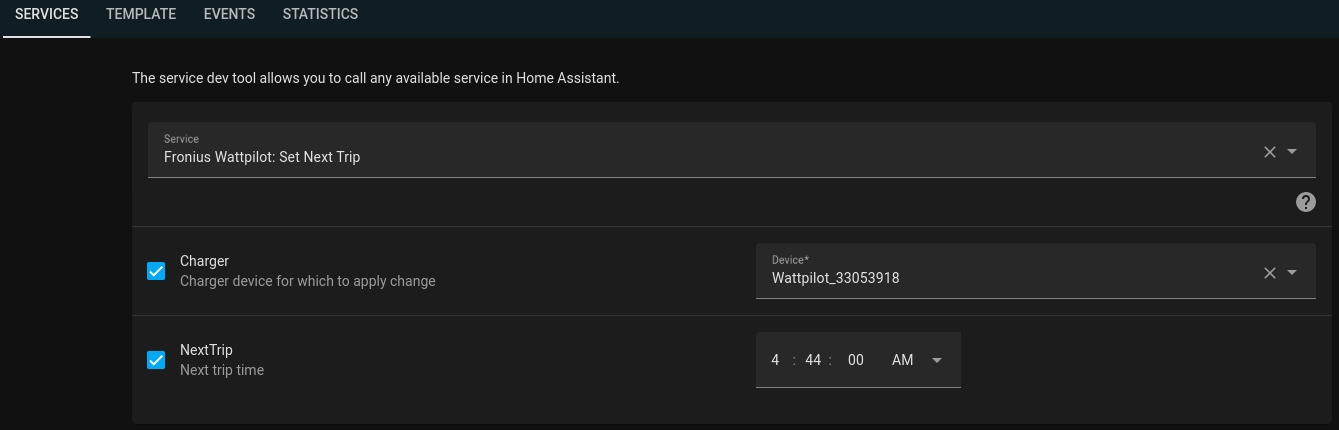 SERVICES TEMPLATE EVENTS STATISTICS
The service dev tool allows you to call any available service in Home Assistant.
Service
Fronius Wattpilot: Set Next Trip
Charger
Charger device for which to apply change
Device*
Wattpilot_33053918
NextTrip
Next trip time
4 : 44 : 00 AM